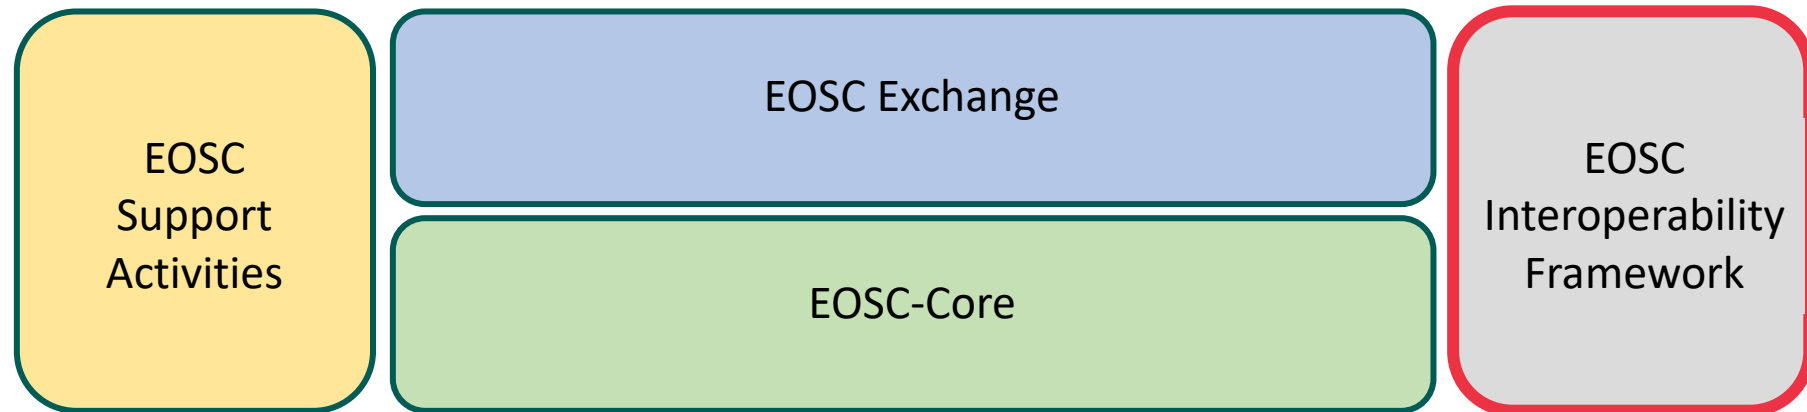 EOSC
Support
Activities
EOSC Exchange
EOSC-Core
EOSC
Interoperability
Framework